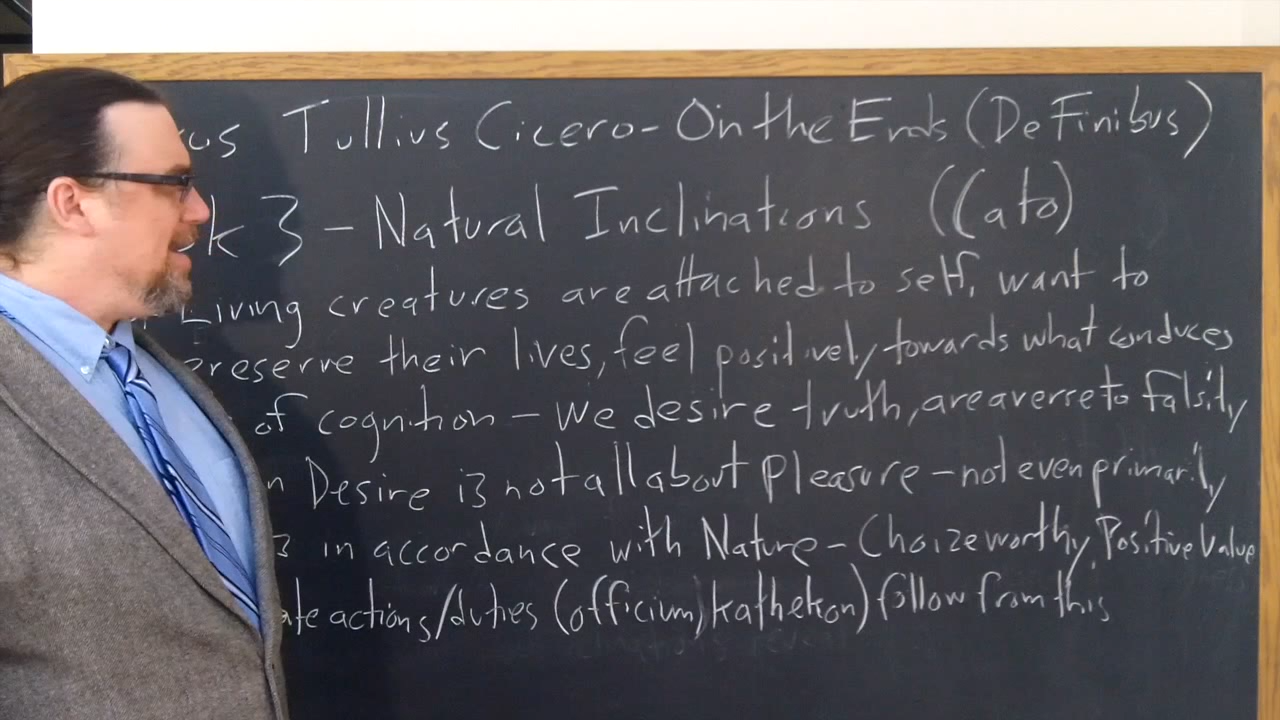 us Tullius Cicero - On the Ends (De Finibus)
k 3 - Natural Inclinations (Cato)
Living creatures are attached to self, want to
preserve their lives, feel positively towards what conduces
of cognition - we desire truth, are averse to falsity
n Desire is not all about pleasure - not even primarily
in accordance with Nature - Choizeworthy, Positive Value
ate actions/duties (officium, kathekon) follow from this